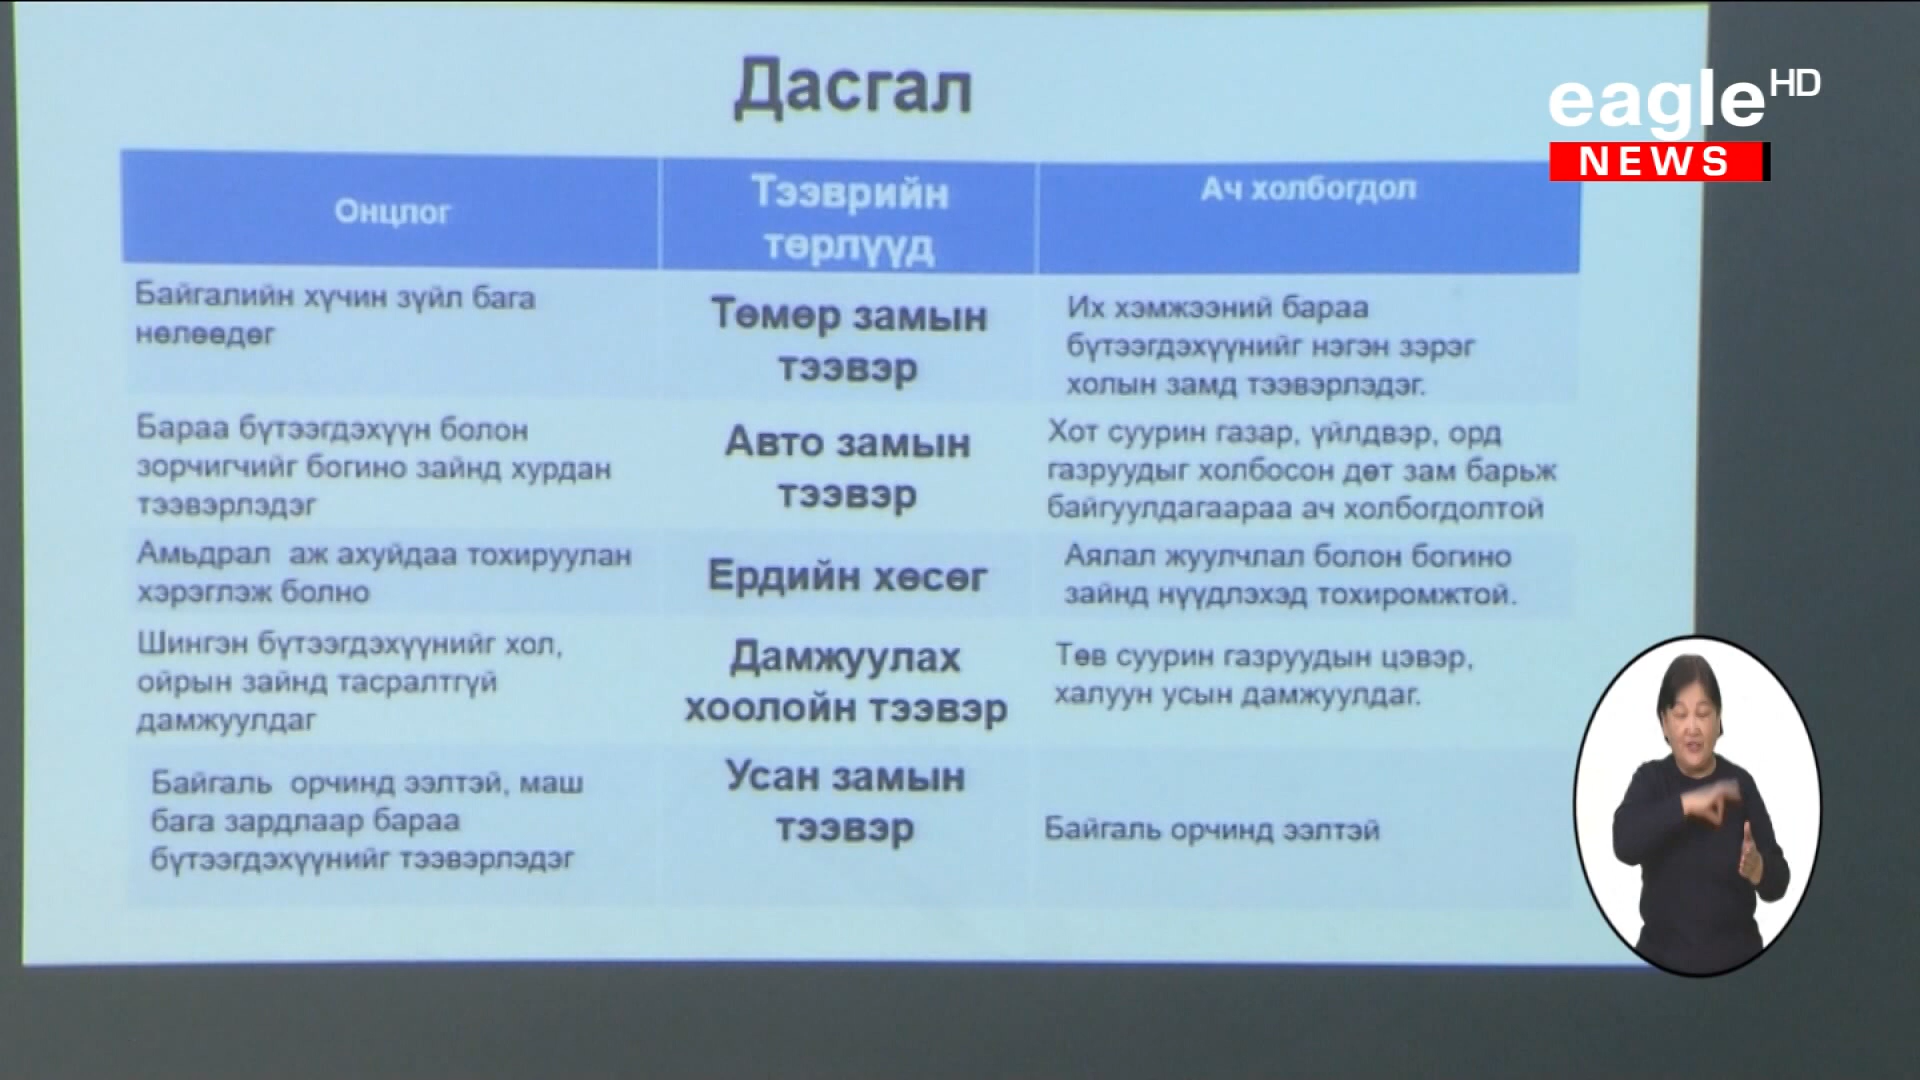 Дасгал
eagle HD
NEWS
Онцлог
Тээврийн
төрлүүд
Ач холбогдол
Байгалийн хүчин зүйл бага
нөлөөдөг
Төмөр замын
тээвэр
Их хэмжээний бараа
бүтээгдэхүүнийг нэгэн зэрэг
холын замд тээвэрлэдэг.
Бараа бүтээгдэхүүн болон
зорчигчийг богино зайнд хурдан
тээвэрлэдэг
Авто замын
тээвэр
Хот суурин газар, үйлдвэр, орд
газруудыг холбосон дөт зам барьж
байгуулдагаараа ач холбогдолтой
Амьдрал аж ахуйдаа тохируулан
хэрэглэж болно
Ердийн хөсөг
Аялал жуулчлал болон богино
зайнд нүүдлэхэд тохиромжтой.
Шингэн бүтээгдэхүүнийг хол,
ойрын зайнд тасралтгүй
дамжуулдаг
Дамжуулах
хоолойн тээвэр
Төв суурин газруудын цэвэр,
халуун усын дамжуулдаг.
Байгаль орчинд ээлтэй, маш
бага зардлаар бараа
бүтээгдэхүүнийг тээвэрлэдэг
Усан замын
тээвэр
Байгаль орчинд ээлтэй